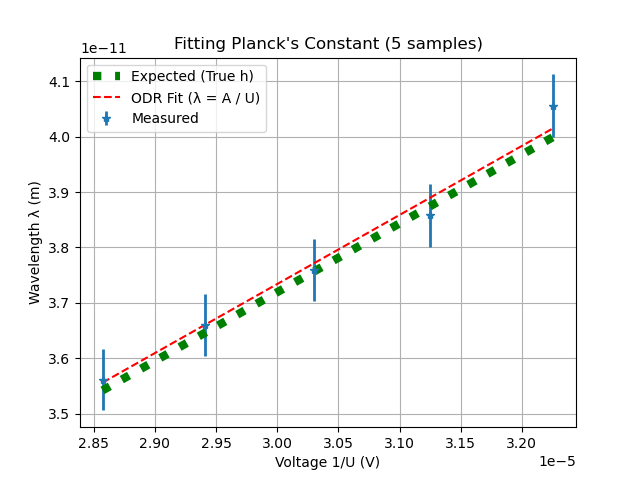 Fitting Planck's Constant (5 samples)
1e−11
Expected (True h)
ODR Fit (λ = A / U)
Measured
4.1
4.0
3.9
3.8
3.7
3.6
3.5
Wavelength λ (m)
2.85 2.90 2.95 3.00 3.05 3.10 3.15 3.20
1e−5
Voltage 1/U (V)